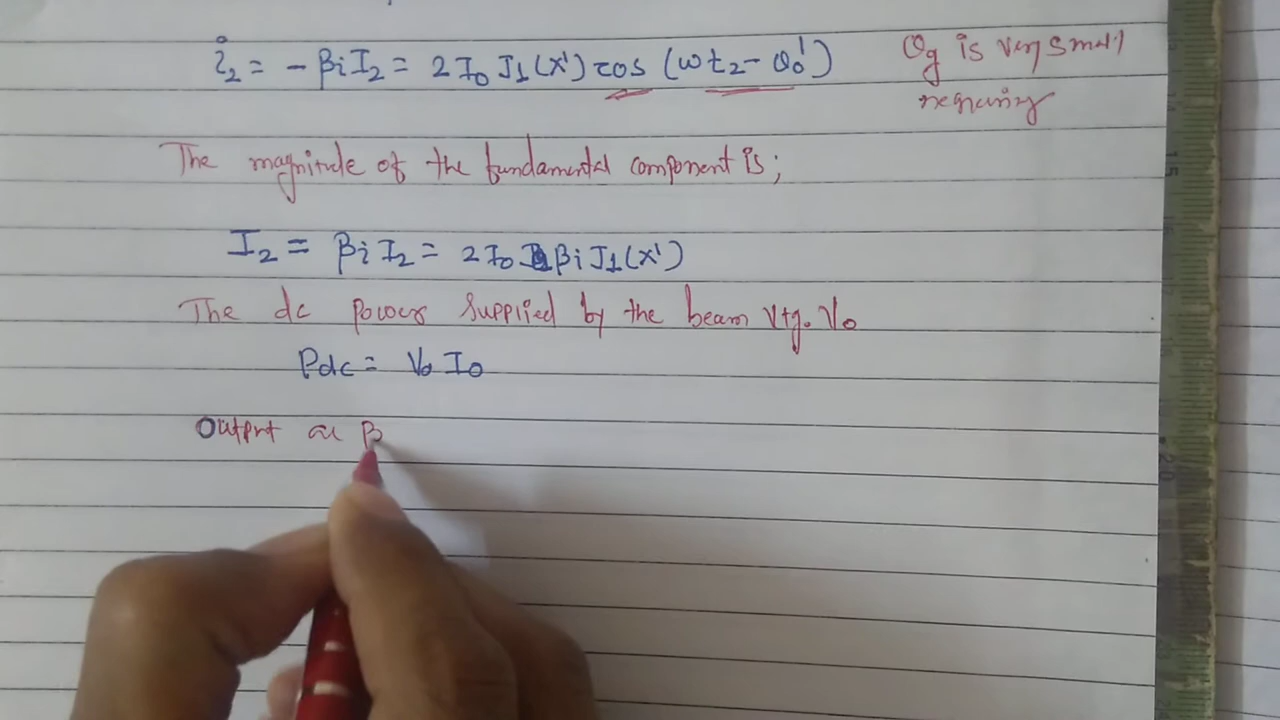 i₂ = - βi I₂ = 2 I₀ J₁(x') cos (ωt₂ - θ₀')
θg is very small
The magnitude of the fundamental component is;
I₂ = βi I₂ = 2 I₀ βi J₁(x')
The dc power supplied by the beam Vtg. V₀
Pdc = V₀ I₀
Output ac P